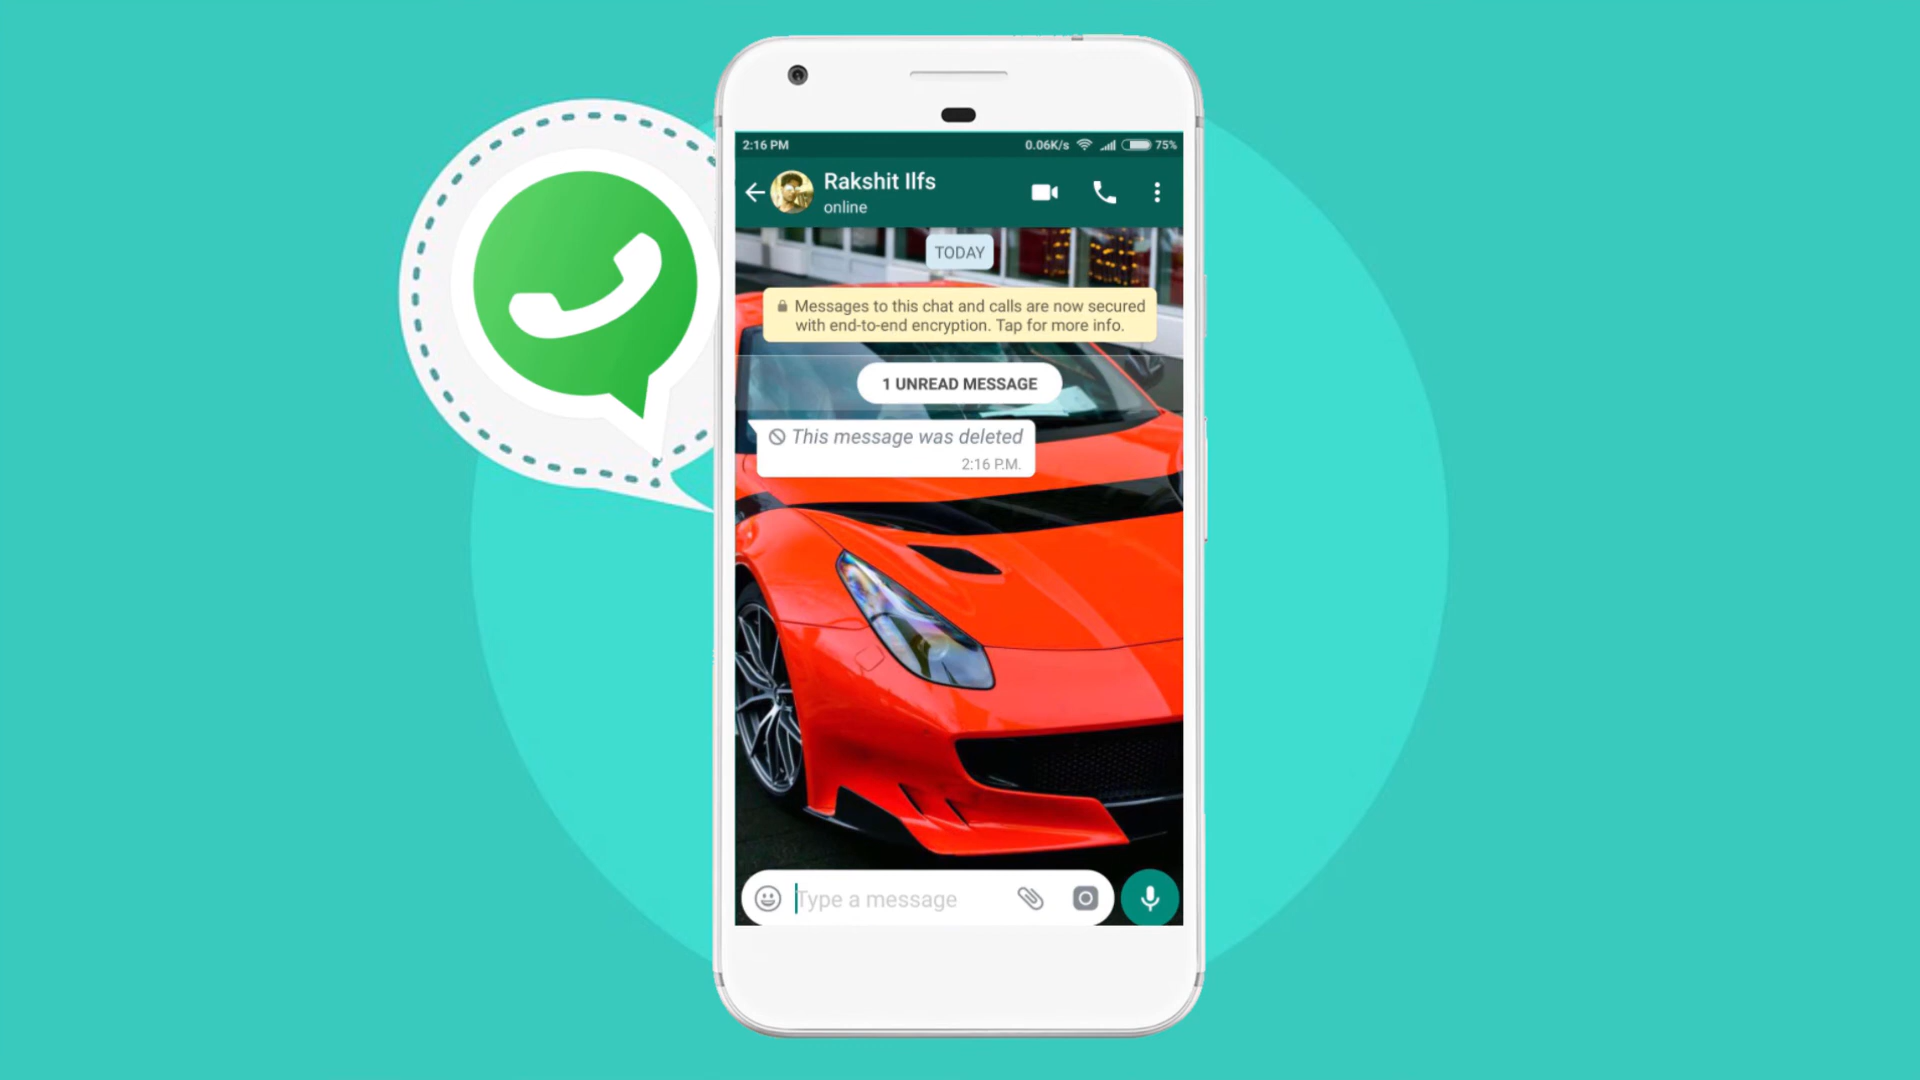 2:16 PM
0.06K/s
75%
Rakshit Ilfs
online
TODAY
Messages to this chat and calls are now secured
with end-to-end encryption. Tap for more info.
1 UNREAD MESSAGE
This message was deleted
2:16 P.M.
Type a message